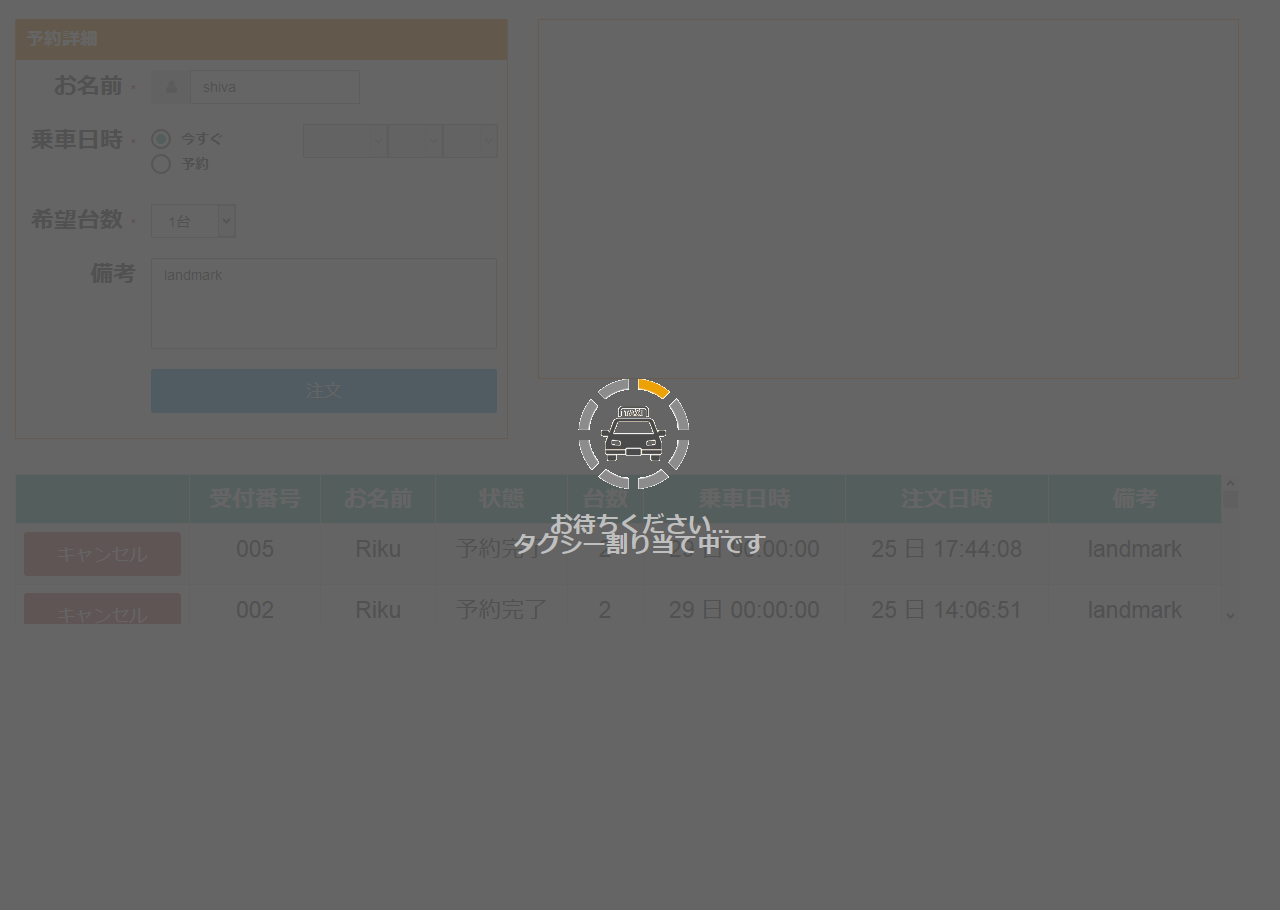 予約詳細
お名前 * shiva
乗車日時 * 今すぐ
予約
希望台数 * 1台
備考 landmark
注文
TAXI
お待ちください...
タクシー割り当て中です
受付番号 お名前 状態 台数 乗車日時 注文日時 備考
キャンセル 005 Riku 予約完了 2 29 日 00:00:00 25 日 17:44:08 landmark
キャンセル 002 Riku 予約完了 2 29 日 00:00:00 25 日 14:06:51 landmark